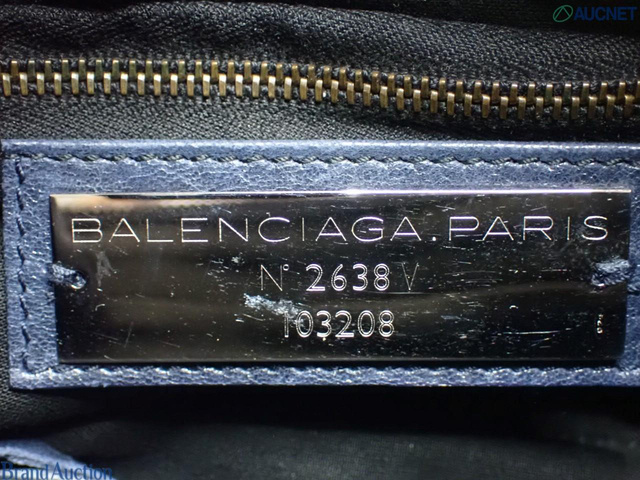 AUCNET
BALENCIAGA.PARIS
N° 2638 V
103208
Brand Auction